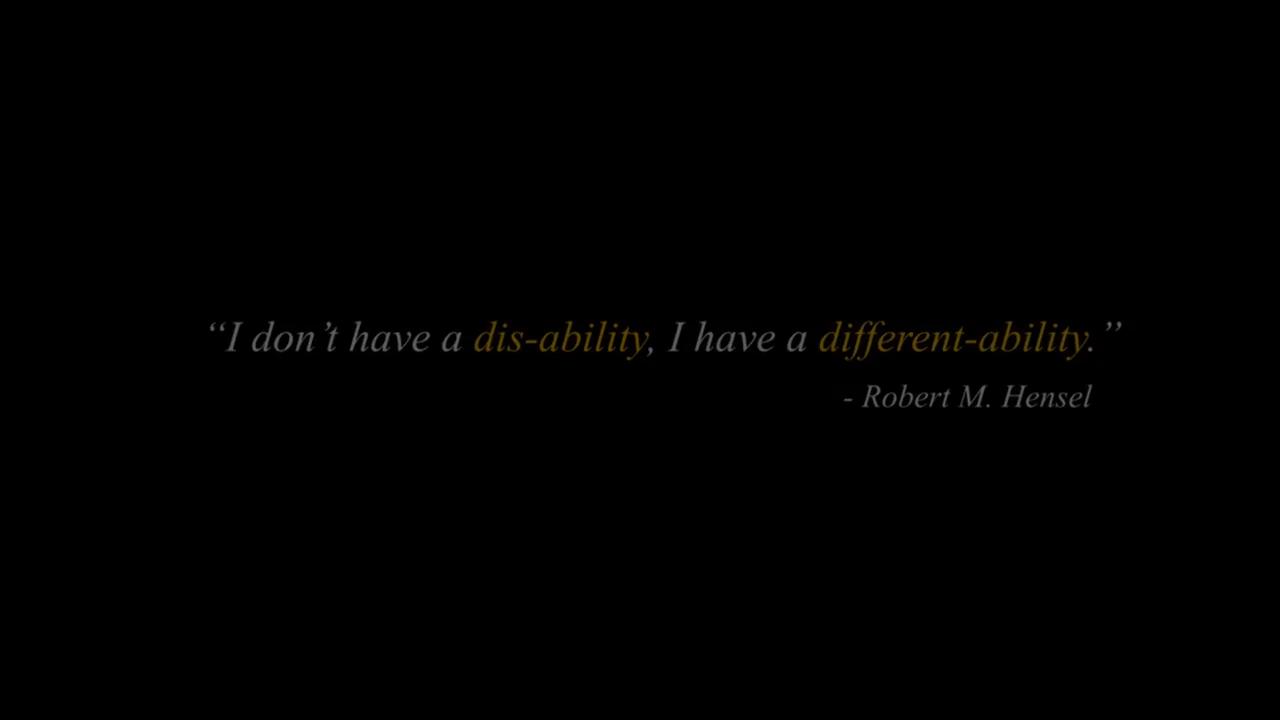 “I don’t have a dis-ability, I have a different-ability.”
- Robert M. Hensel